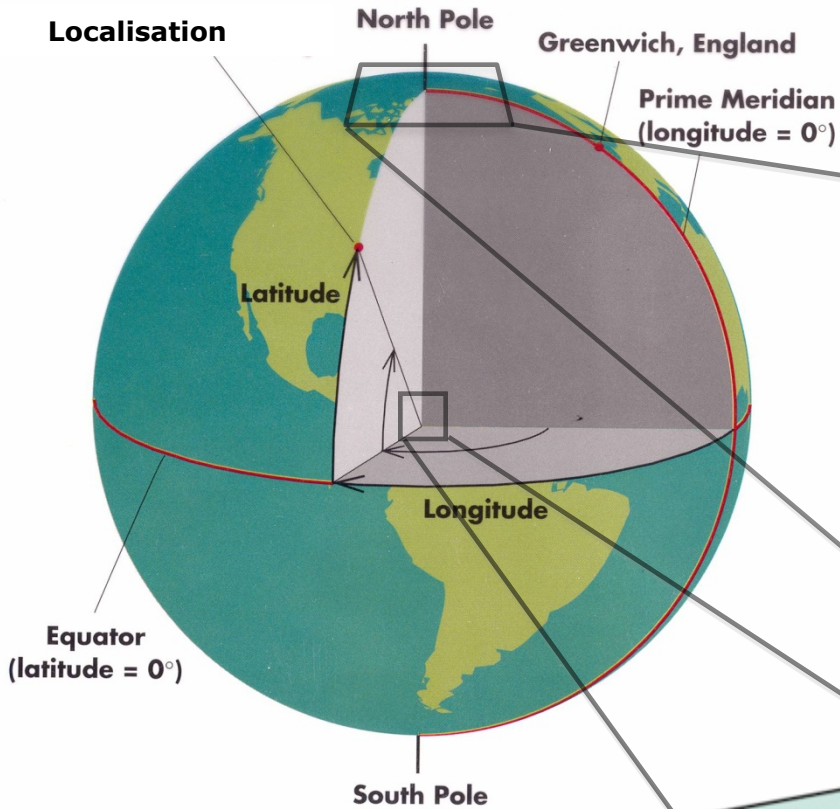 Localisation
North Pole
Greenwich, England
Prime Meridian
(longitude = 0°)
Latitude
Longitude
Equator
(latitude = 0°)
South Pole